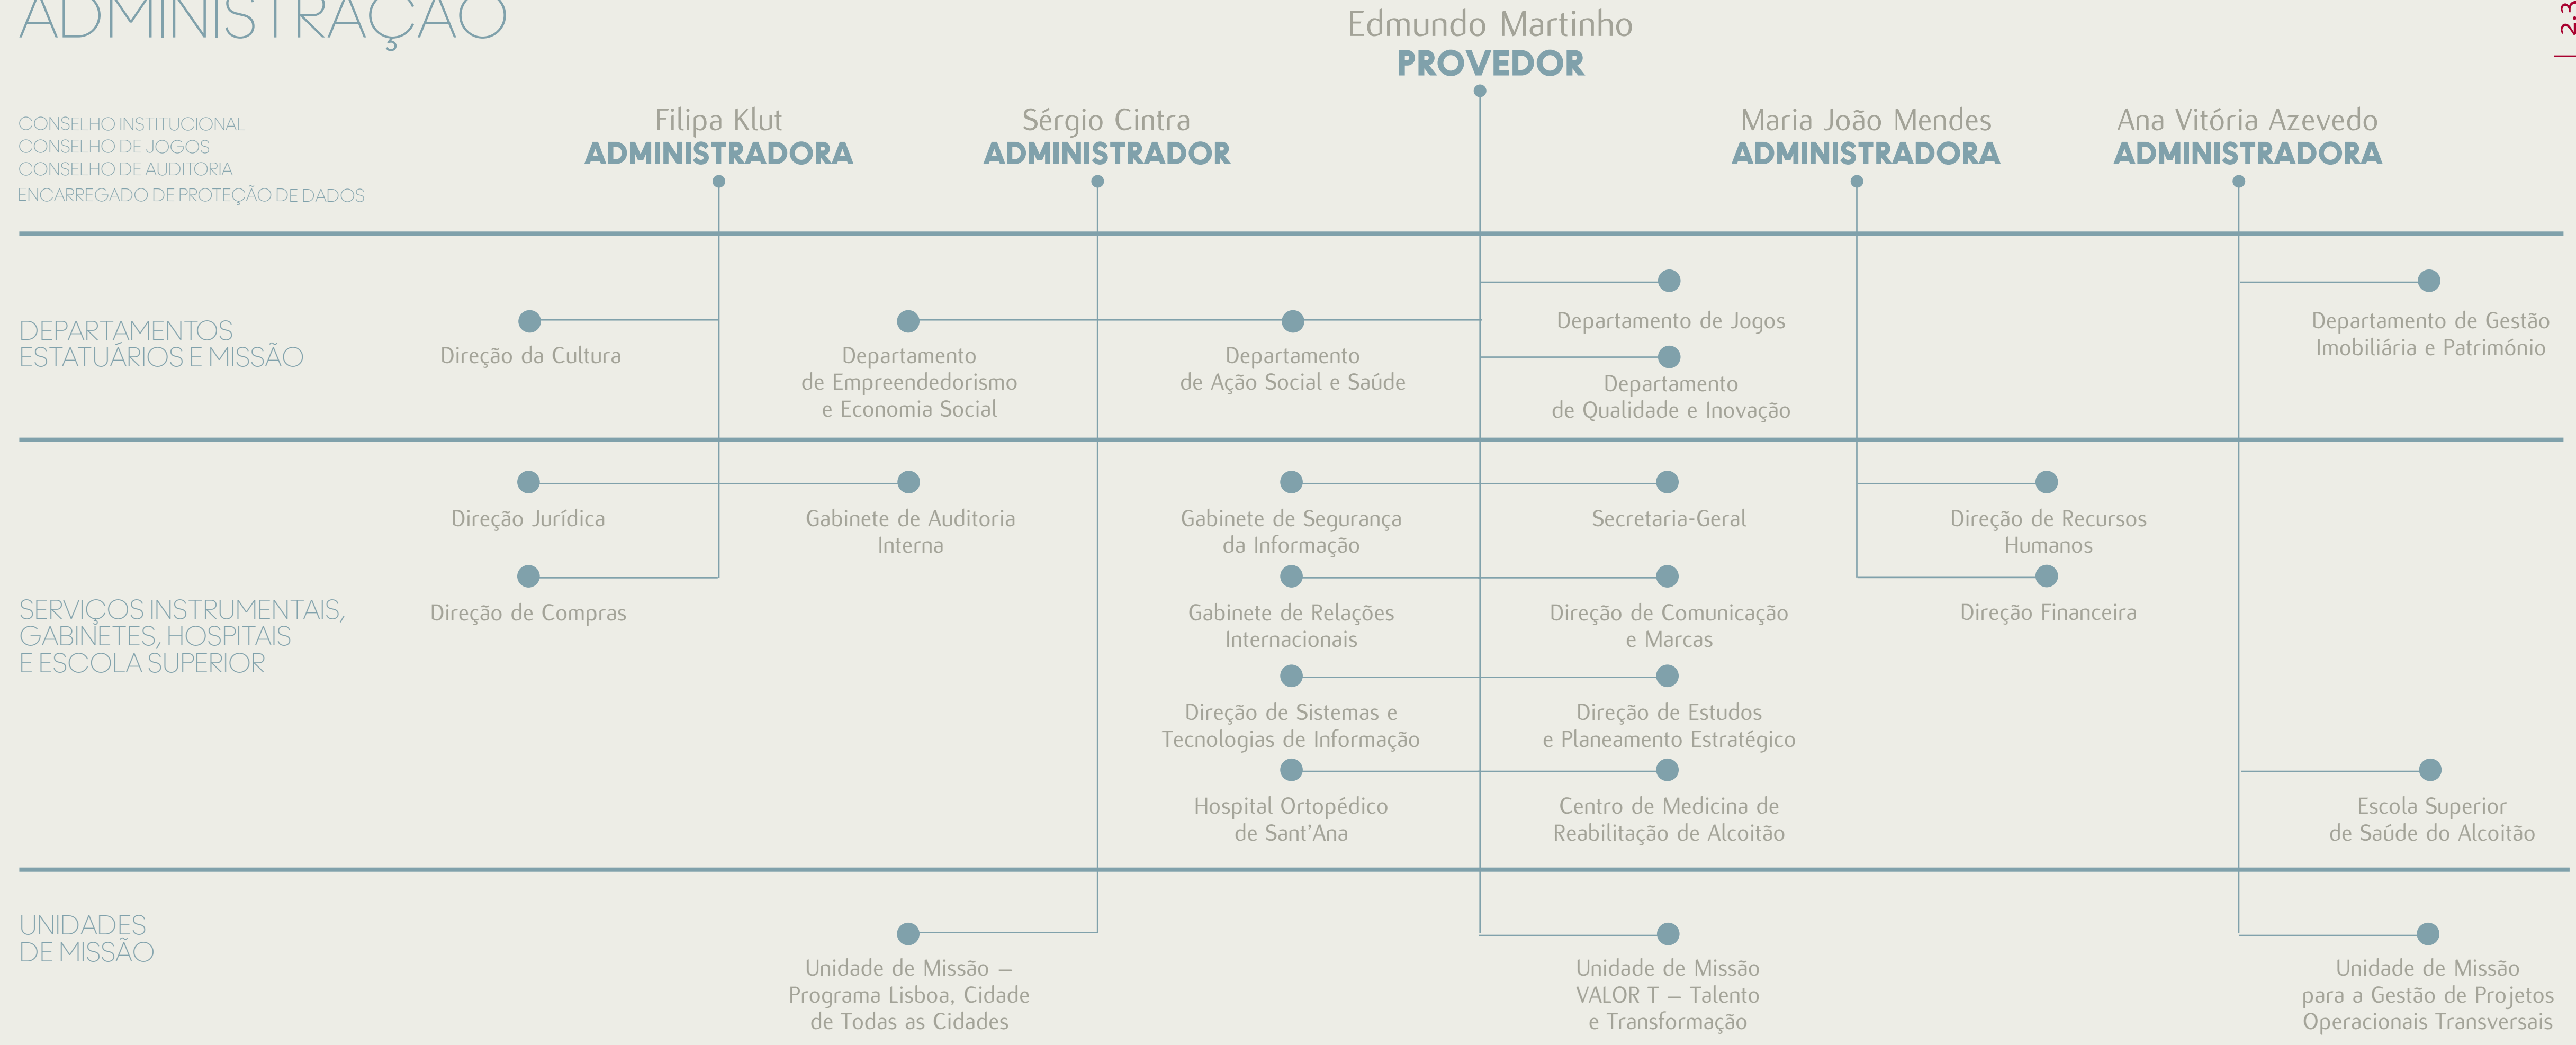 ADMINISTRAÇÃO
2.3
Edmundo Martinho
PROVEDOR
CONSELHO INSTITUCIONAL
CONSELHO DE JOGOS
CONSELHO DE AUDITORIA
ENCARREGADO DE PROTEÇÃO DE DADOS
Filipa Klut
ADMINISTRADORA
Sérgio Cintra
ADMINISTRADOR
Maria João Mendes
ADMINISTRADORA
Ana Vitória Azevedo
ADMINISTRADORA
DEPARTAMENTOS
ESTATUÁRIOS E MISSÃO
Direção da Cultura
Departamento
de Empreendedorismo
e Economia Social
Departamento
de Ação Social e Saúde
Departamento de Jogos
Departamento
de Qualidade e Inovação
Departamento de Gestão
Imobiliária e Património
SERVIÇOS INSTRUMENTAIS,
GABINETES, HOSPITAIS
E ESCOLA SUPERIOR
Direção Jurídica
Gabinete de Auditoria
Interna
Gabinete de Segurança
da Informação
Secretaria-Geral
Direção de Recursos
Humanos
Direção de Compras
Gabinete de Relações
Internacionais
Direção de Comunicação
e Marcas
Direção Financeira
Direção de Sistemas e
Tecnologias de Informação
Direção de Estudos
e Planeamento Estratégico
Hospital Ortopédico
de Sant’Ana
Centro de Medicina de
Reabilitação de Alcoitão
Escola Superior
de Saúde do Alcoitão
UNIDADES
DE MISSÃO
Unidade de Missão –
Programa Lisboa, Cidade
de Todas as Cidades
Unidade de Missão
VALOR T – Talento
e Transformação
Unidade de Missão
para a Gestão de Projetos
Operacionais Transversais